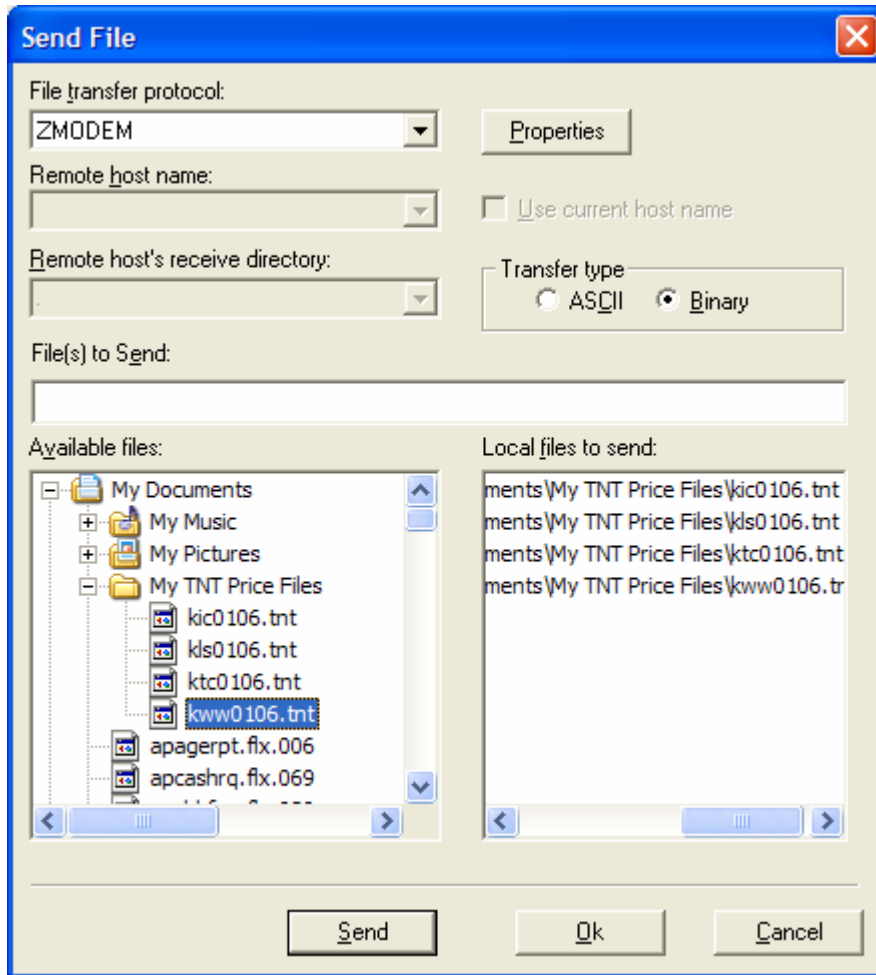 Send File
File transfer protocol:
ZMODEM
Properties
Remote host name:
Use current host name
Remote host's receive directory:
.
Transfer type
ASCII
Binary
File(s) to Send:
Available files:
My Documents
My Music
My Pictures
My TNT Price Files
kic0106.tnt
kls0106.tnt
ktc0106.tnt
kww0106.tnt
apagerpt.flx.006
apcashrq.flx.069
Local files to send:
ments\My TNT Price Files\kic0106.tnt
ments\My TNT Price Files\kls0106.tnt
ments\My TNT Price Files\ktc0106.tnt
ments\My TNT Price Files\kww0106.tr
Send
Ok
Cancel